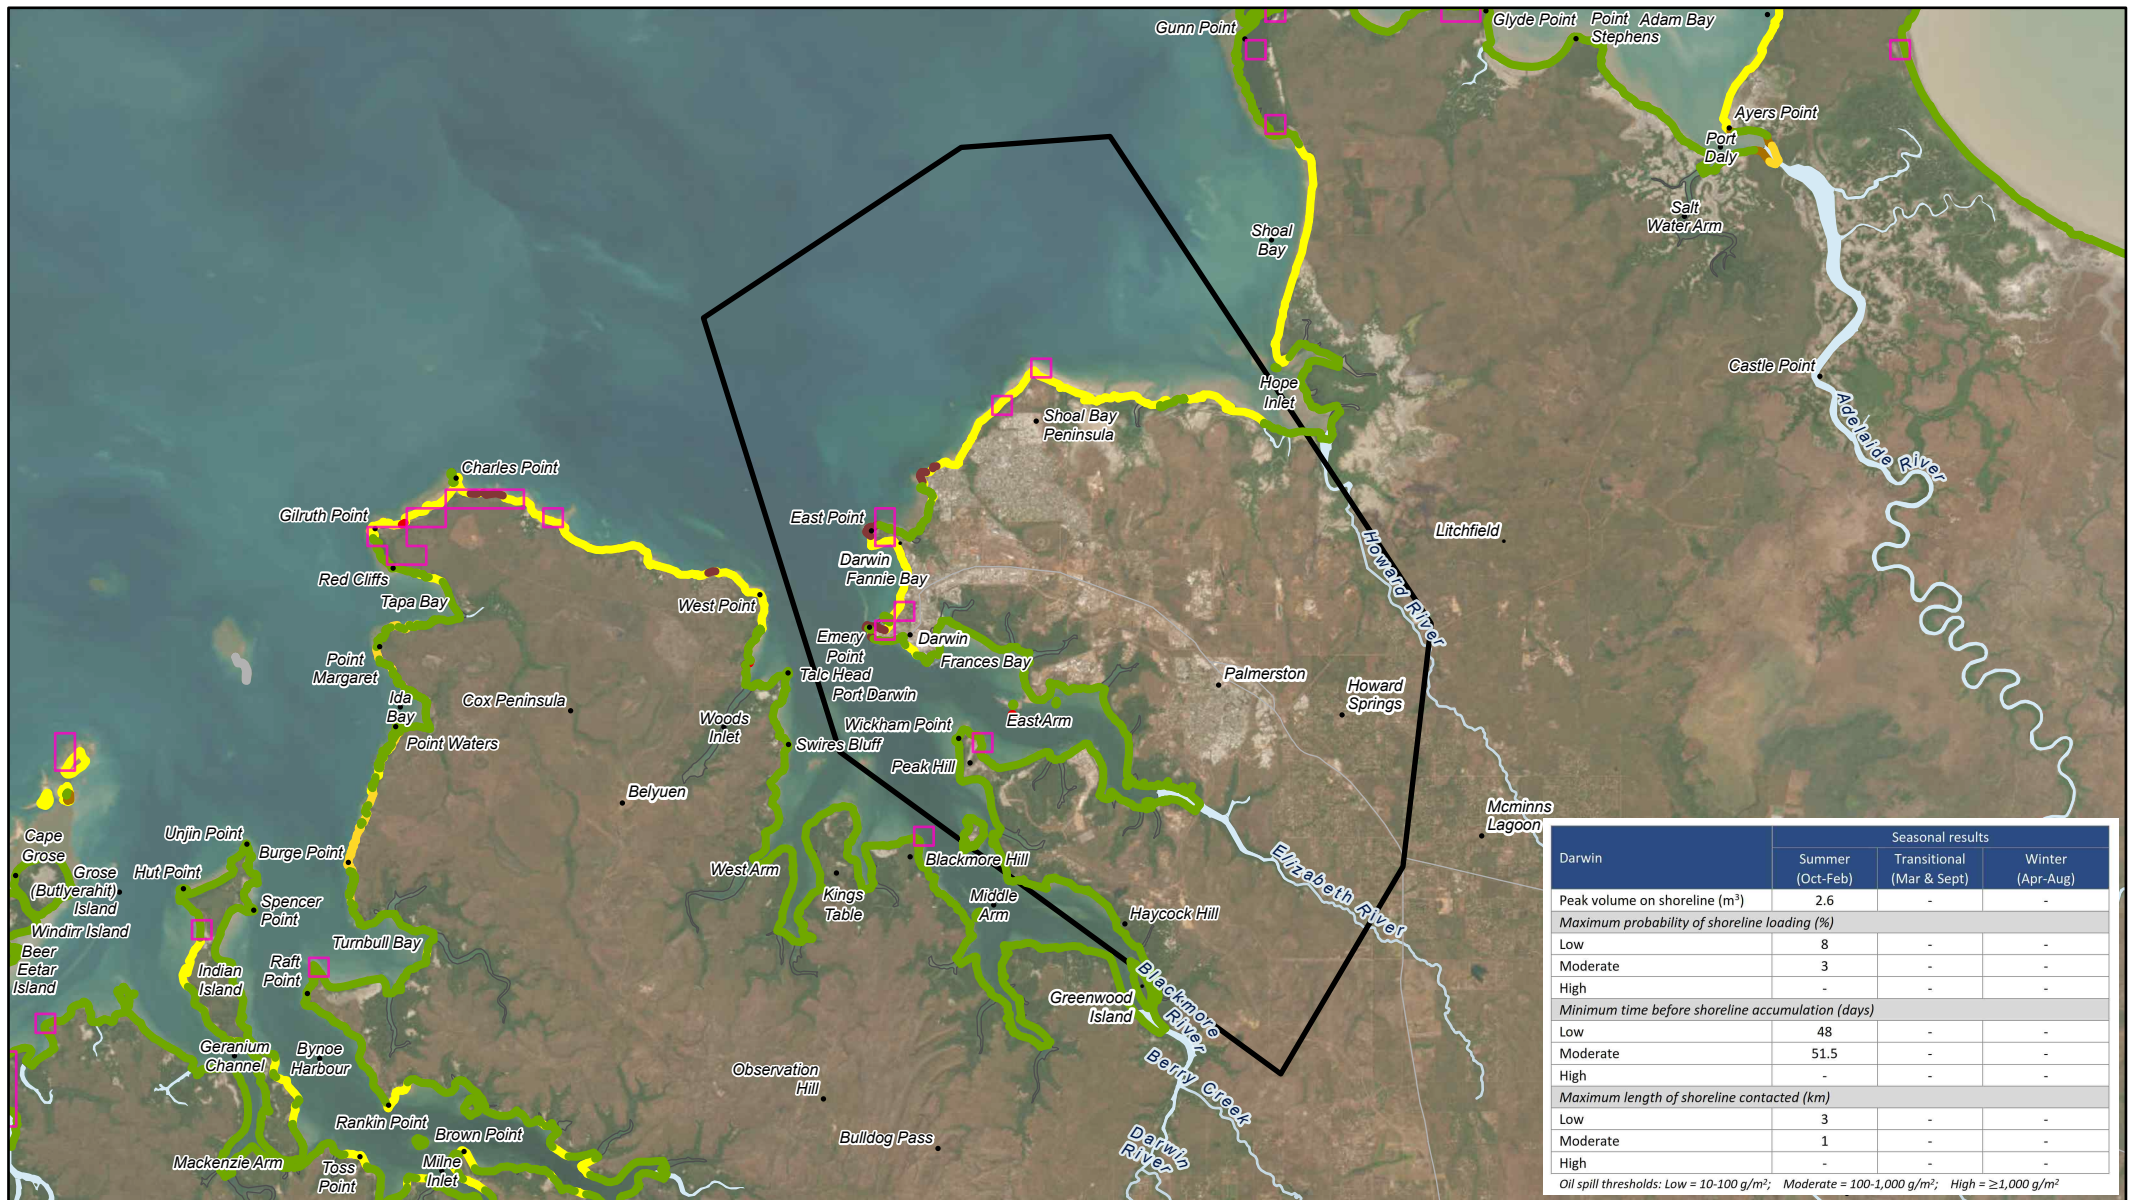 Gunn Point
Glyde Point
Point
Stephens
Adam Bay
Ayers Point
Port
Daly
Salt
Water Arm
Shoal
Bay
Castle Point
Adelaide River
Hope
Inlet
Shoal Bay
Peninsula
Charles Point
Gilruth Point
East Point
Litchfield
Darwin
Fannie Bay
Howard River
Red Cliffs
Tapa Bay
West Point
Emery
Point
Darwin
Frances Bay
Point
Margaret
Talc Head
Port Darwin
Palmerston
Howard
Springs
Ida
Bay
Cox Peninsula
Woods
Inlet
Wickham Point
East Arm
Point Waters
Swires Bluff
Peak Hill
Belyuen
Mcminns
Lagoon
Cape
Grose
Unjin Point
Burge Point
Hut Point
Grose
(Butlyerahit)
Island
West Arm
Blackmore Hill
Elizabeth River
Kings
Table
Middle
Arm
Haycock Hill
Spencer
Point
Windirr Island
Beer
Eetar
Island
Turnbull Bay
Raft
Point
Indian
Island
Greenwood
Island
Blackmore
River
Geranium
Channel
Bynoe
Harbour
Berry Creek
Observation
Hill
Rankin Point
Brown Point
Bulldog Pass
Darwin
River
Mackenzie Arm
Toss
Point
Milne
Inlet
Darwin
Seasonal results
Summer
(Oct-Feb)
Transitional
(Mar & Sept)
Winter
(Apr-Aug)
Peak volume on shoreline (m³) 2.6 - -
Maximum probability of shoreline loading (%)
Low 8 - -
Moderate 3 - -
High - - -
Minimum time before shoreline accumulation (days)
Low 48 - -
Moderate 51.5 - -
High - - -
Maximum length of shoreline contacted (km)
Low 3 - -
Moderate 1 - -
High - - -
Oil spill thresholds: Low = 10-100 g/m²; Moderate = 100-1,000 g/m²; High = ≥1,000 g/m²